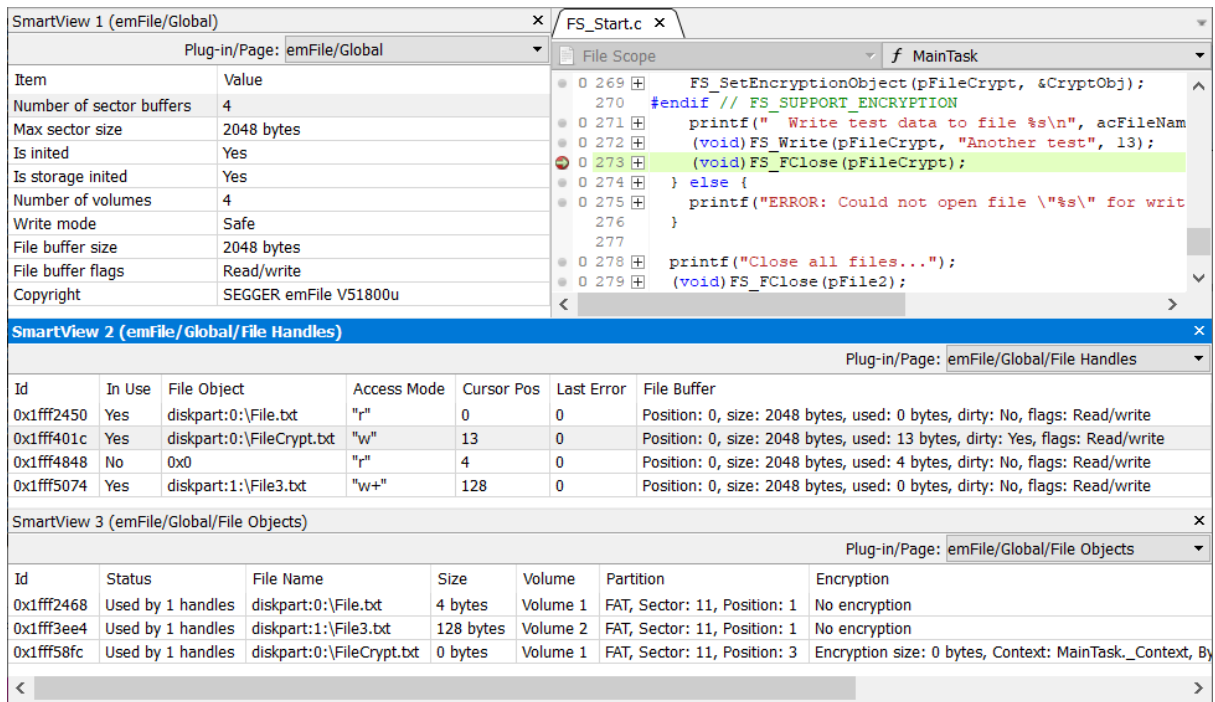 SmartView 1 (emFile/Global)
Plug-in/Page: emFile/Global
Item Value
Number of sector buffers 4
Max sector size 2048 bytes
Is inited Yes
Is storage inited Yes
Number of volumes 4
Write mode Safe
File buffer size 2048 bytes
File buffer flags Read/write
Copyright SEGGER emFile V51800u
FS_Start.c
File Scope f MainTask
0 269 FS_SetEncryptionObject(pFileCrypt, &CryptObj);
270 #endif // FS_SUPPORT_ENCRYPTION
0 271 printf("  Write test data to file %s\n", acFileNam
0 272 (void)FS_Write(pFileCrypt, "Another test", 13);
0 273 (void)FS_FClose(pFileCrypt);
0 274 } else {
0 275 printf("ERROR: Could not open file \"%s\" for writ
276 }
277
0 278 printf("Close all files...");
0 279 (void)FS_FClose(pFile2);
SmartView 2 (emFile/Global/File Handles)
Plug-in/Page: emFile/Global/File Handles
Id In Use File Object Access Mode Cursor Pos Last Error File Buffer
0x1fff2450 Yes diskpart:0:\File.txt "r" 0 0 Position: 0, size: 2048 bytes, used: 0 bytes, dirty: No, flags: Read/write
0x1fff401c Yes diskpart:0:\FileCrypt.txt "w" 13 0 Position: 0, size: 2048 bytes, used: 13 bytes, dirty: Yes, flags: Read/write
0x1fff4848 No 0x0 "r" 4 0 Position: 0, size: 2048 bytes, used: 4 bytes, dirty: No, flags: Read/write
0x1fff5074 Yes diskpart:1:\File3.txt "w+" 128 0 Position: 0, size: 2048 bytes, used: 0 bytes, dirty: No, flags: Read/write
SmartView 3 (emFile/Global/File Objects)
Plug-in/Page: emFile/Global/File Objects
Id Status File Name Size Volume Partition Encryption
0x1fff2468 Used by 1 handles diskpart:0:\File.txt 4 bytes Volume 1 FAT, Sector: 11, Position: 1 No encryption
0x1fff3ee4 Used by 1 handles diskpart:1:\File3.txt 128 bytes Volume 2 FAT, Sector: 11, Position: 1 No encryption
0x1fff58fc Used by 1 handles diskpart:0:\FileCrypt.txt 0 bytes Volume 1 FAT, Sector: 11, Position: 3 Encryption size: 0 bytes, Context: MainTask._Context, By